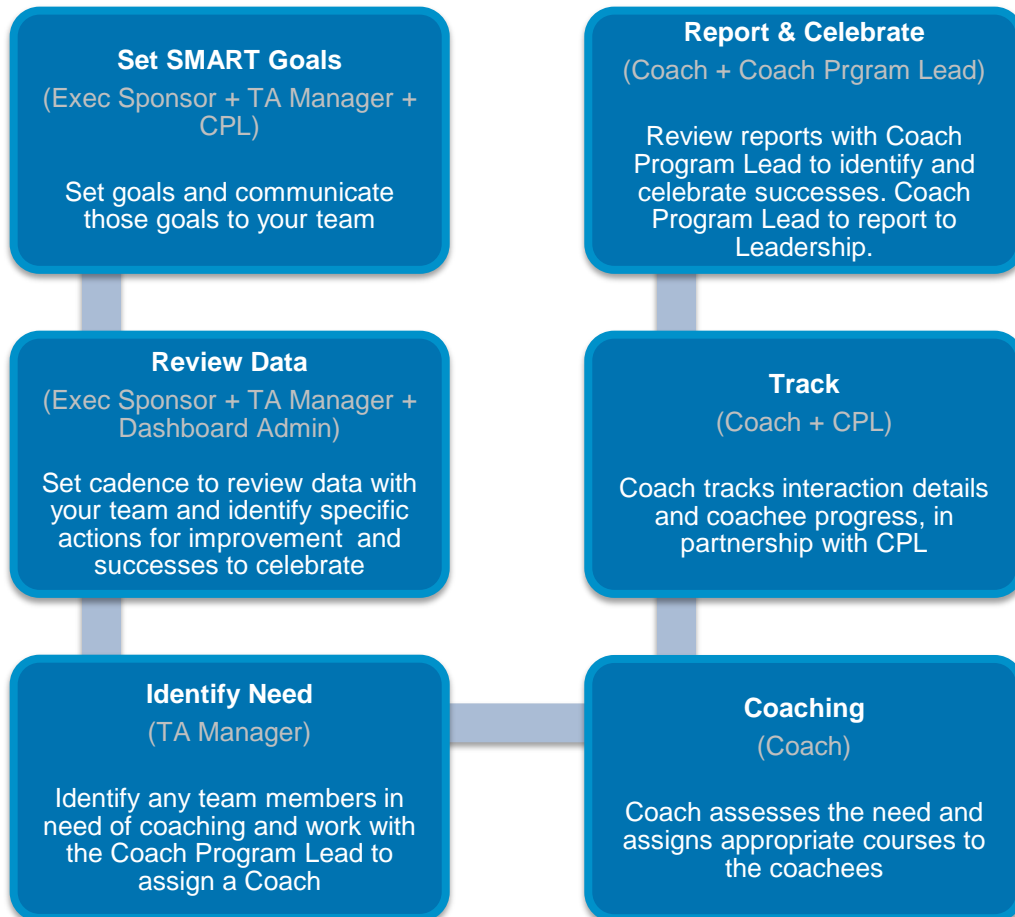 Set SMART Goals
(Exec Sponsor + TA Manager +
CPL)
Set goals and communicate
those goals to your team
Review Data
(Exec Sponsor + TA Manager +
Dashboard Admin)
Set cadence to review data with
your team and identify specific
actions for improvement  and
successes to celebrate
Identify Need
(TA Manager)
Identify any team members in
need of coaching and work with
the Coach Program Lead to
assign a Coach
Coaching
(Coach)
Coach assesses the need and
assigns appropriate courses to
the coachees
Track
(Coach + CPL)
Coach tracks interaction details
and coachee progress, in
partnership with CPL
Report & Celebrate
(Coach + Coach Prgram Lead)
Review reports with Coach
Program Lead to identify and
celebrate successes. Coach
Program Lead to report to
Leadership.